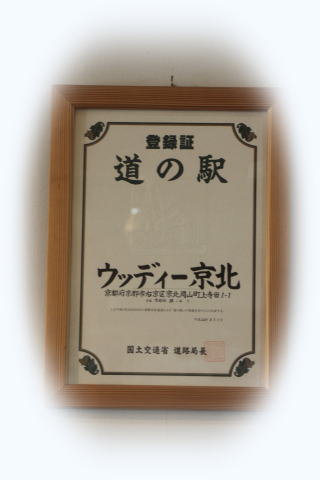 登録証
道の駅
ウッディー京北
京都府京都市右京区京北周山町上寺田1-1
国土交通省 道路局長